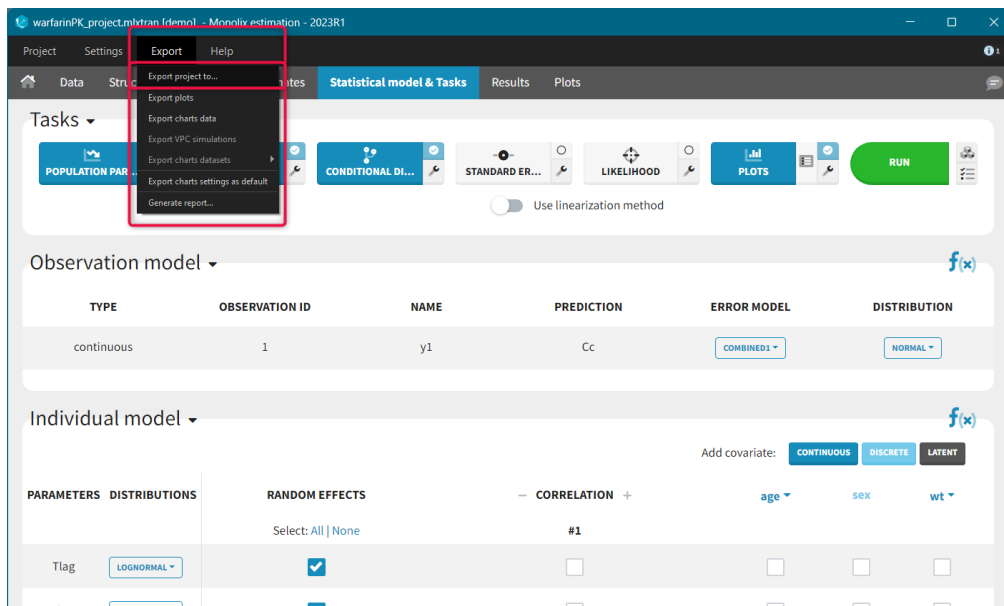 warfarinPK_project.mlxtran [demo] - Monolix estimation - 2023R1
Project Settings Export Help 1
Data Struc ates Statistical model & Tasks Results Plots
Export project to...
Export plots
Export charts data
Export VPC simulations
Export charts datasets
Export charts settings as default
Generate report...
Tasks
POPULATION PAR... CONDITIONAL DI... STANDARD ER... LIKELIHOOD PLOTS RUN
Use linearization method
Observation model f(x)
TYPE OBSERVATION ID NAME PREDICTION ERROR MODEL DISTRIBUTION
continuous 1 y1 Cc COMBINED1 NORMAL
Individual model f(x)
Add covariate: CONTINUOUS DISCRETE LATENT
PARAMETERS DISTRIBUTIONS RANDOM EFFECTS − CORRELATION + age sex wt
Select: All | None #1
Tlag LOGNORMAL